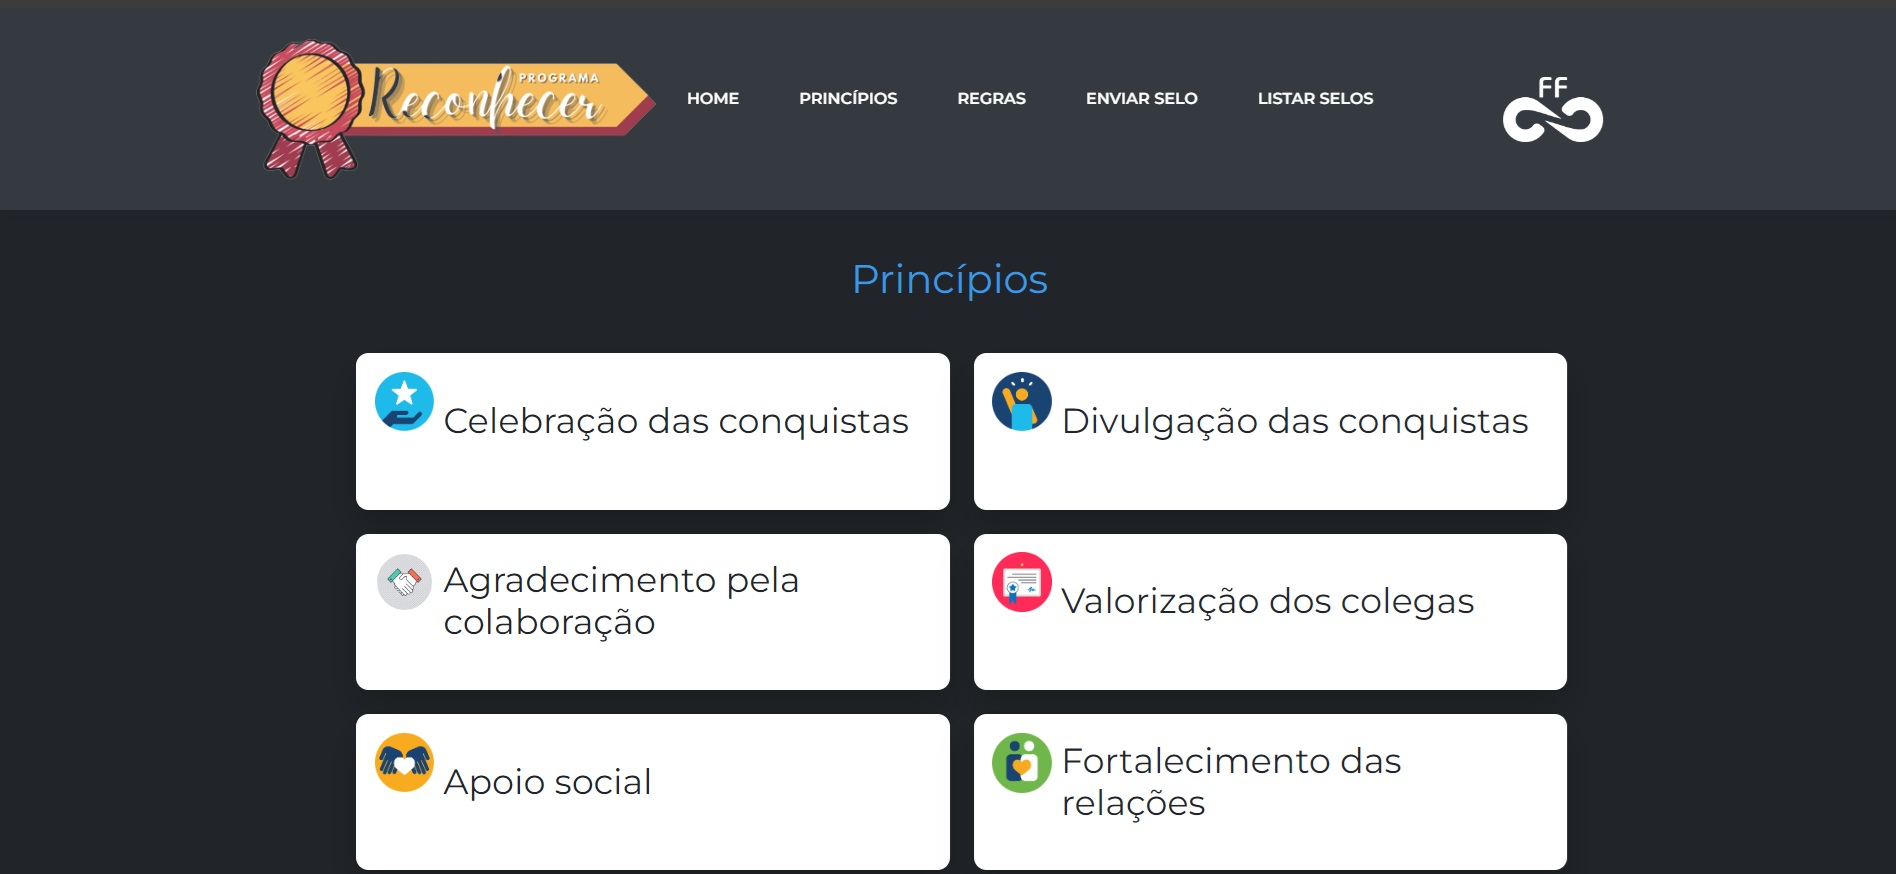 PROGRAMA
Reconhecer
HOME PRINCÍPIOS REGRAS ENVIAR SELO LISTAR SELOS
FF
Princípios
Celebração das conquistas
Divulgação das conquistas
Agradecimento pela
colaboração
Valorização dos colegas
Apoio social
Fortalecimento das
relações